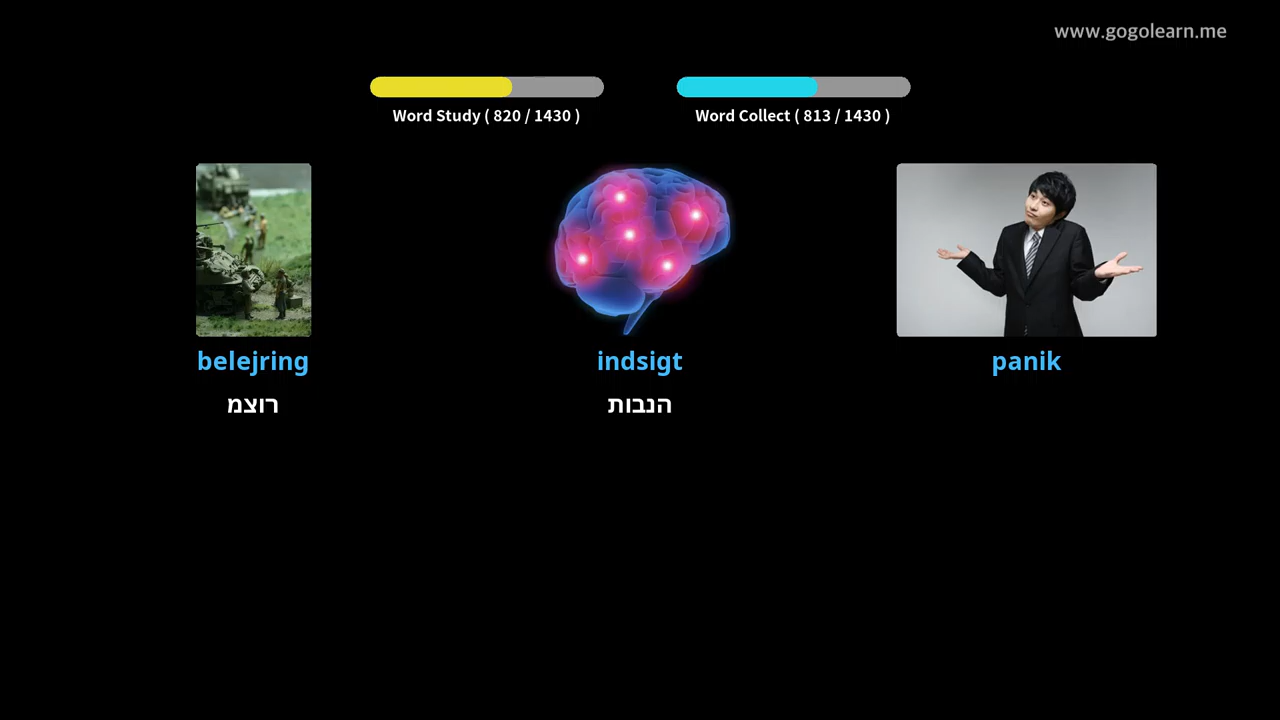 www.gogolearn.me
Word Study ( 820 / 1430 )
Word Collect ( 813 / 1430 )
belejring
indsigt
panik
רוצמ
הנבות